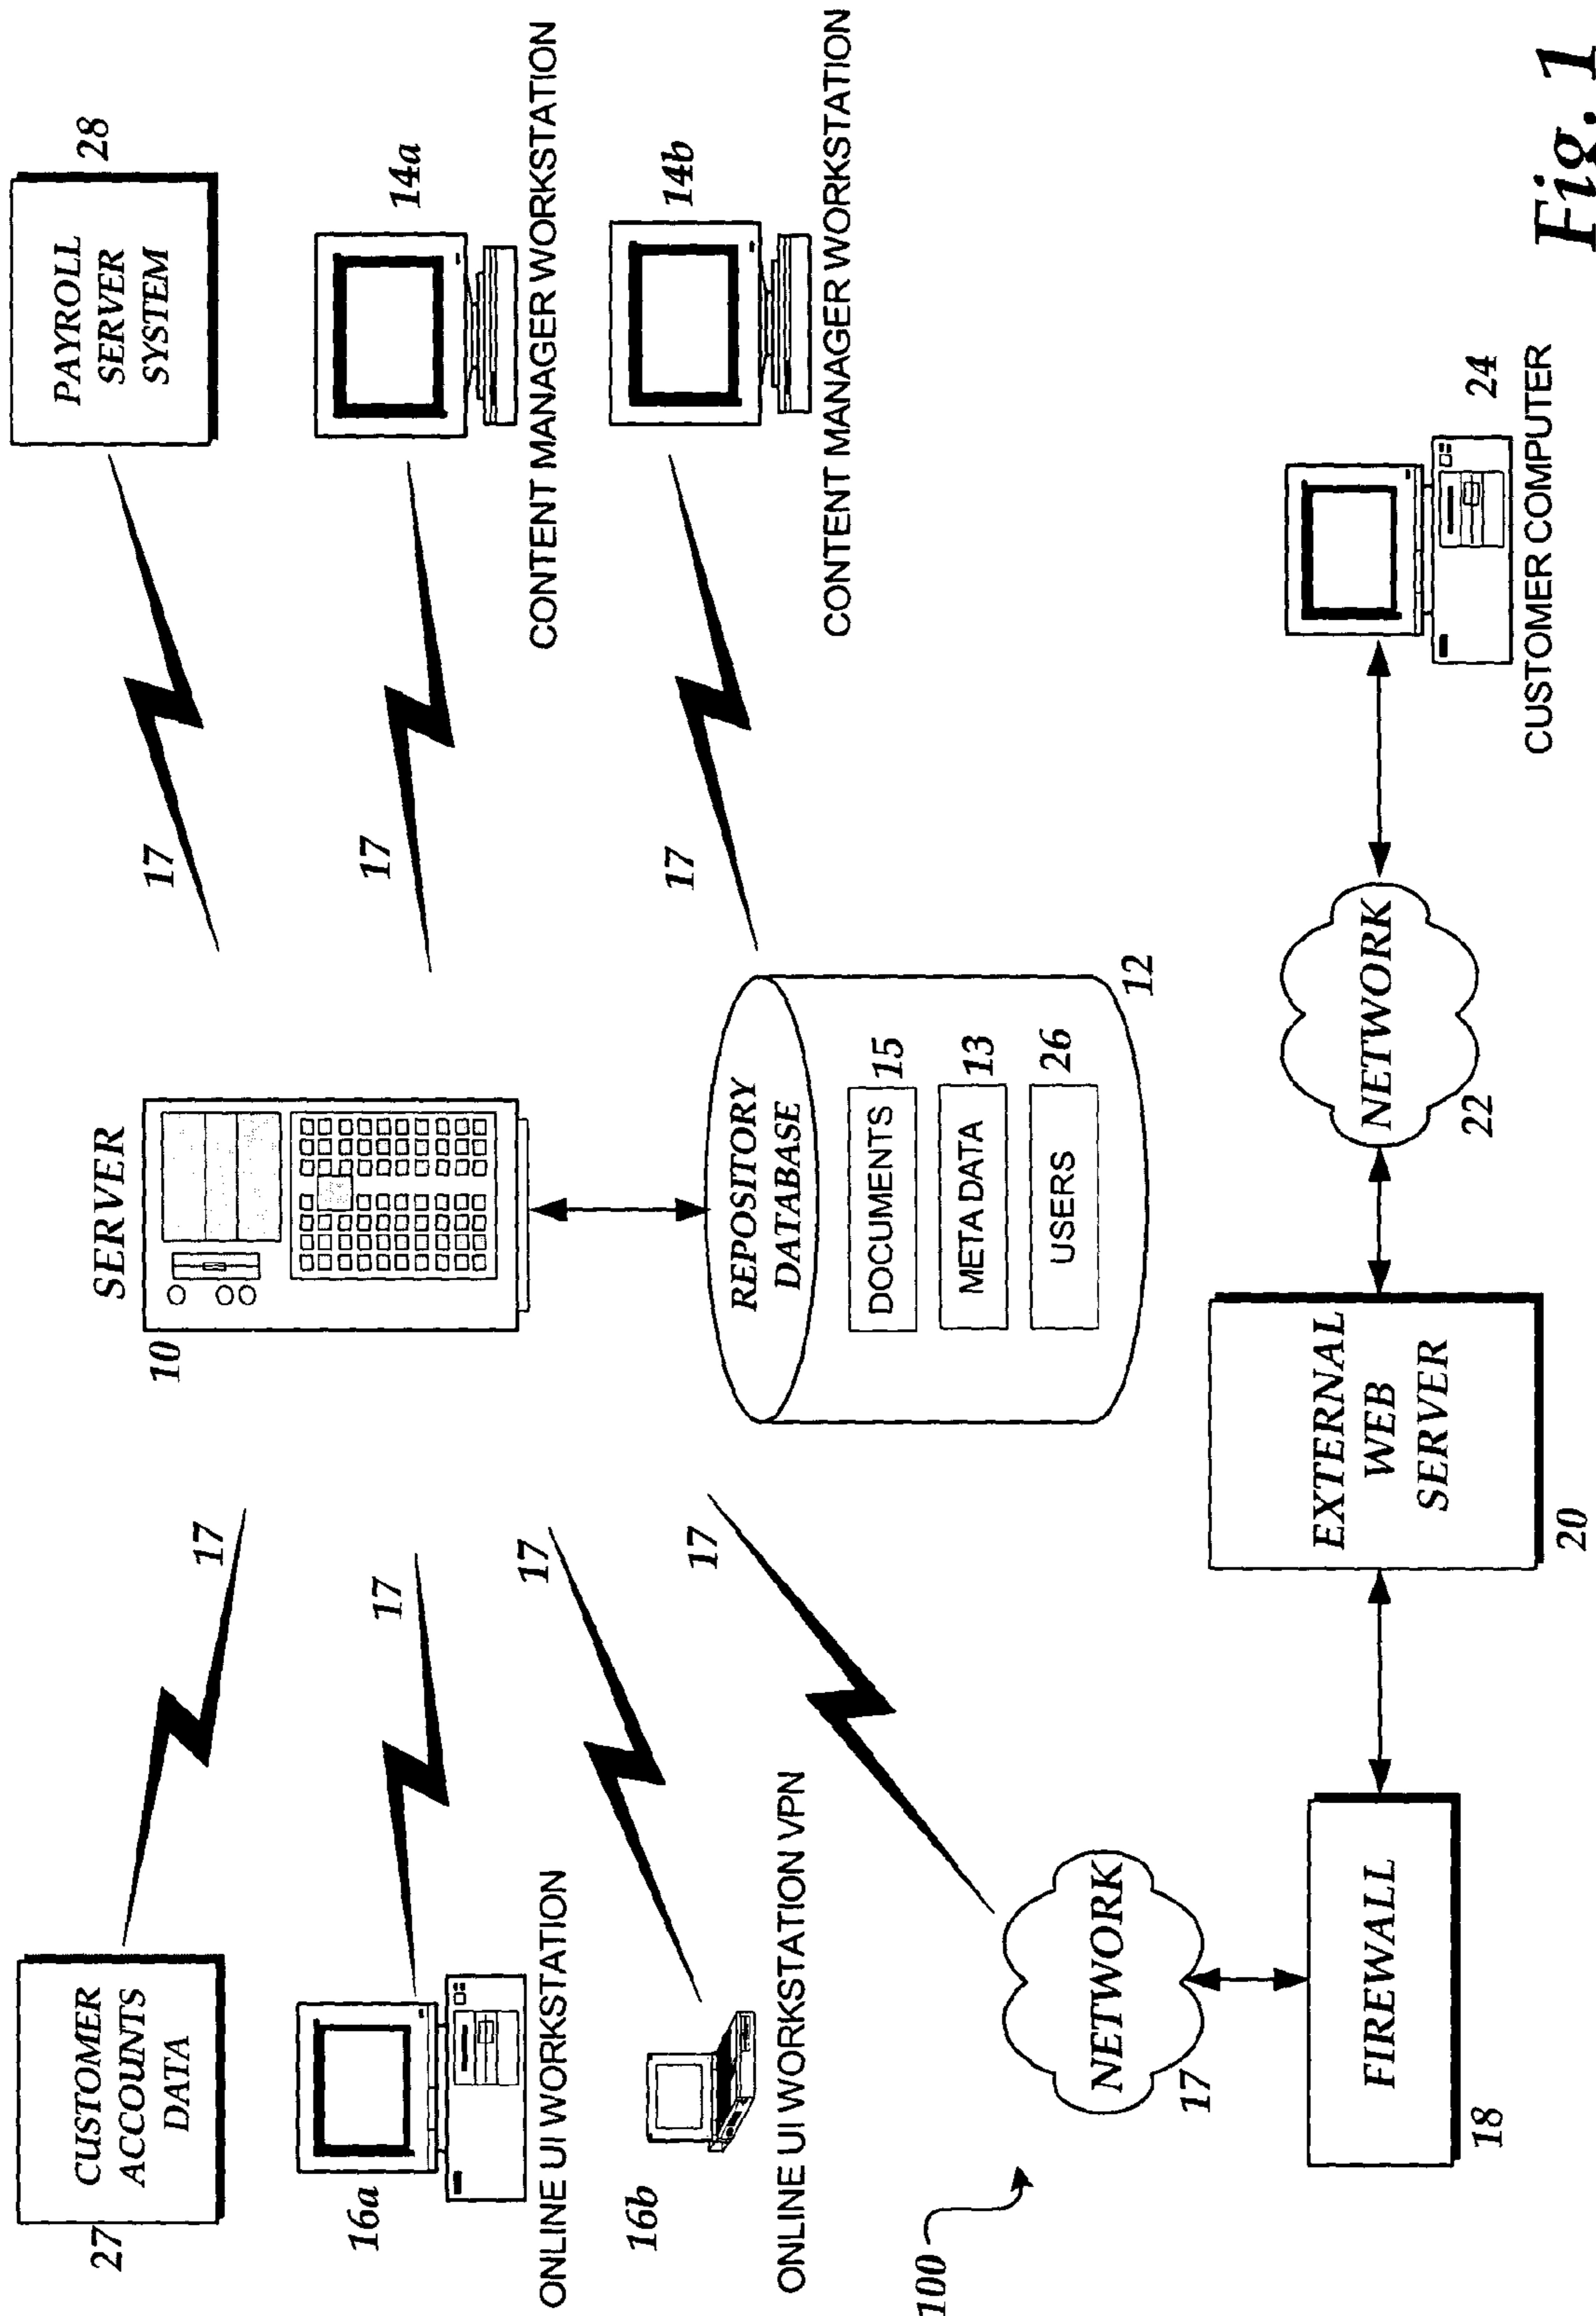 CUSTOMER
ACCOUNTS
DATA
27
17
SERVER
10
17
PAYROLL
SERVER
SYSTEM
28
16a
ONLINE UI WORKSTATION
17
17
14a
CONTENT MANAGER WORKSTATION
16b
ONLINE UI WORKSTATION VPN
17
17
REPOSITORY
DATABASE
DOCUMENTS
15
META DATA
13
USERS
26
12
17
14b
CONTENT MANAGER WORKSTATION
100
NETWORK
17
FIREWALL
18
EXTERNAL
WEB
SERVER
20
NETWORK
22
24
CUSTOMER COMPUTER
Fig. 1